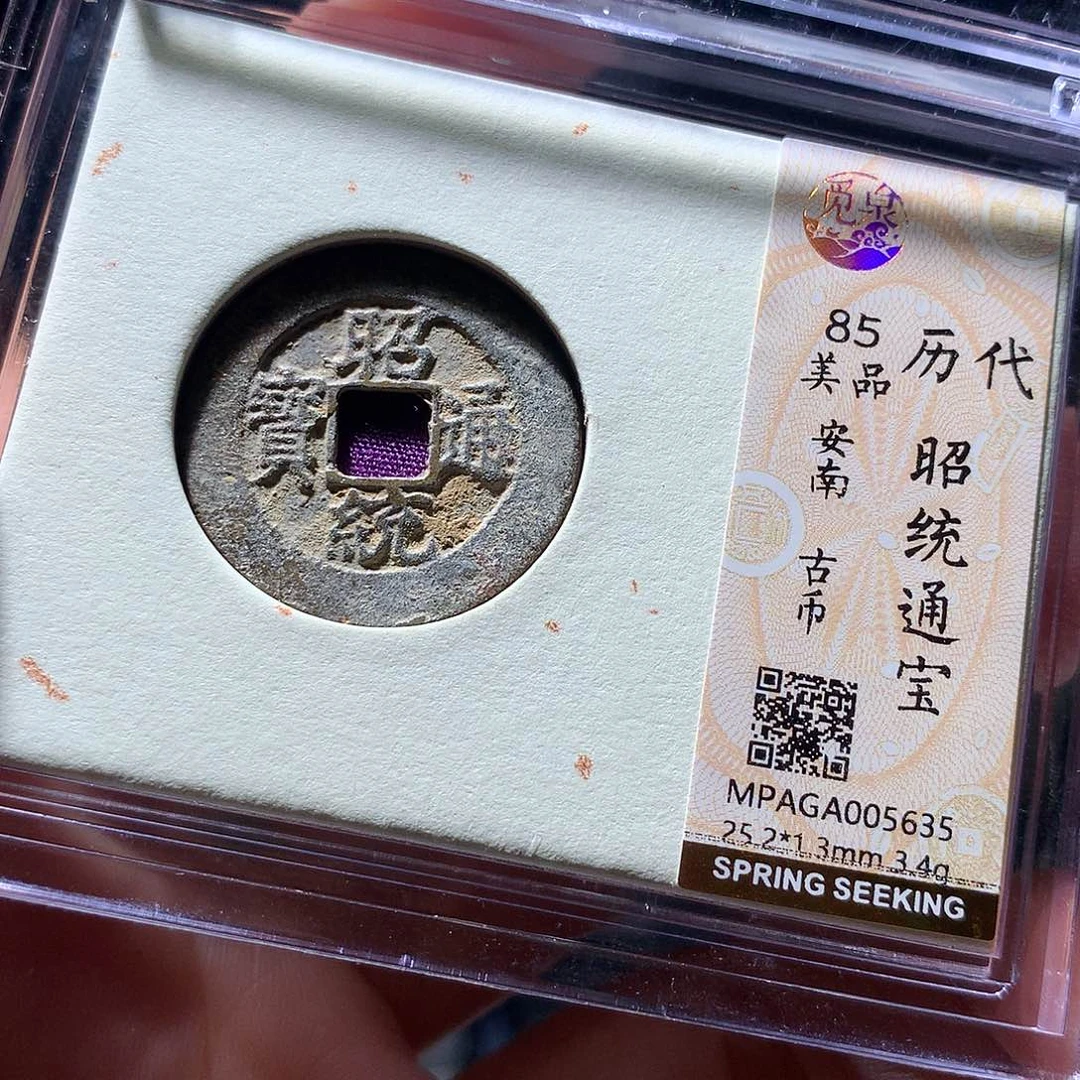 昭
統
通
寶
觅泉
85
美品
安南
古币
历代
昭统通宝
MPAGA005635
25.2*1.3mm 3.4g
SPRING SEEKING